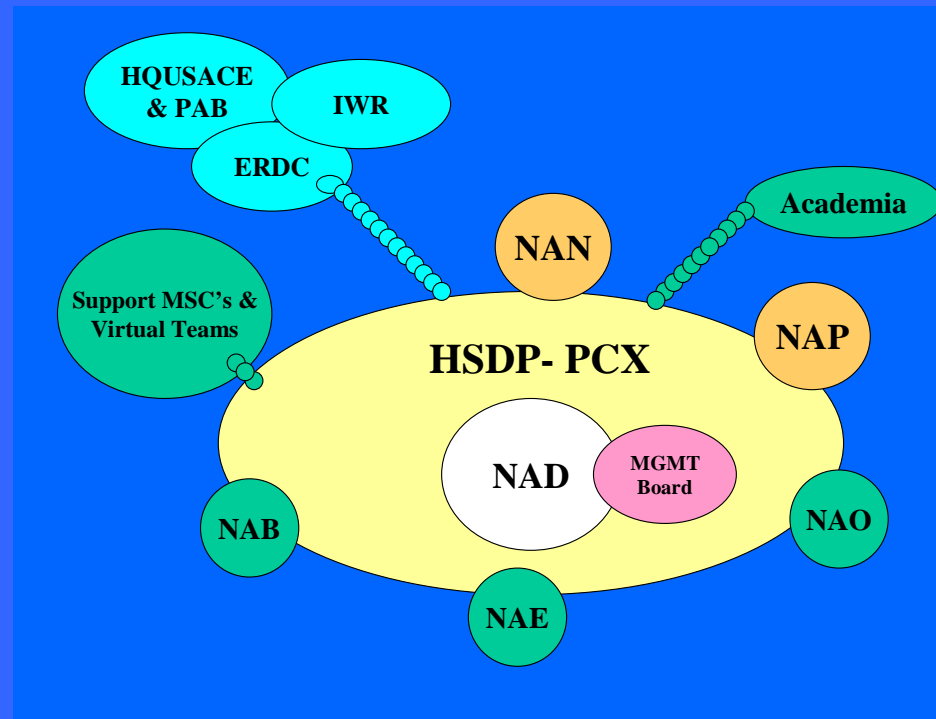 HQUSACE
& PAB
IWR
ERDC
Academia
NAN
Support MSC’s &
Virtual Teams
NAP
HSDP- PCX
NAD
MGMT
Board
NAB
NAO
NAE